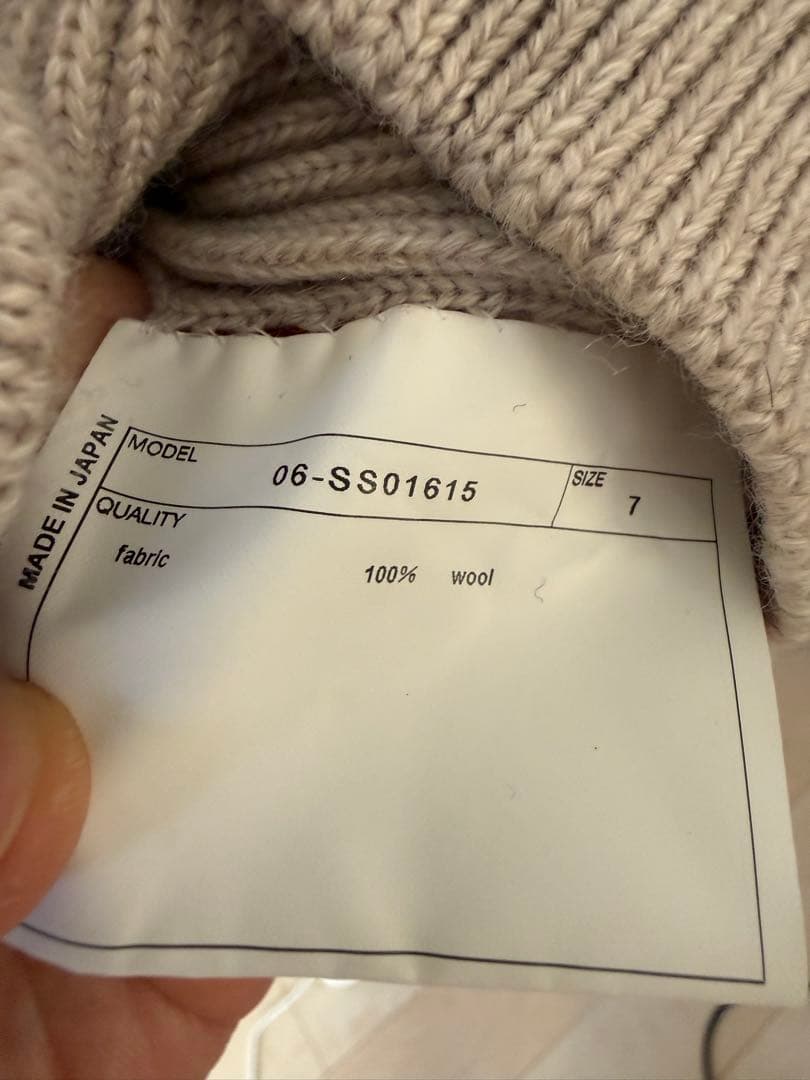 MADE IN JAPAN
MODEL 06-SS01615 SIZE 7
QUALITY
fabric 100% wool